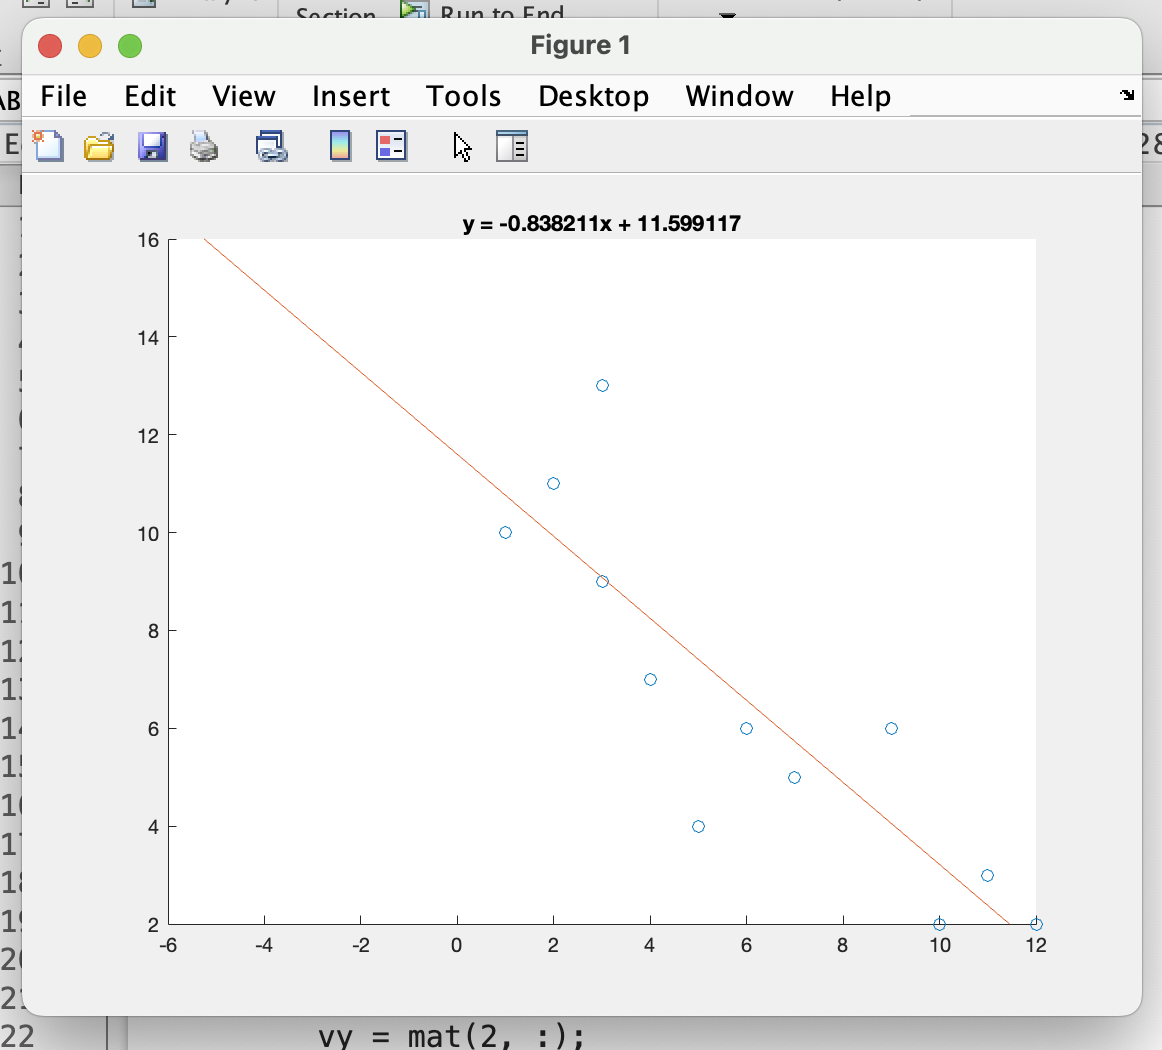 Section Run to End
Figure 1
File Edit View Insert Tools Desktop Window Help
y = -0.838211x + 11.599117
16
14
12
10
8
6
4
2
-6 -4 -2 0 2 4 6 8 10 12
22 vy = mat(2, :);